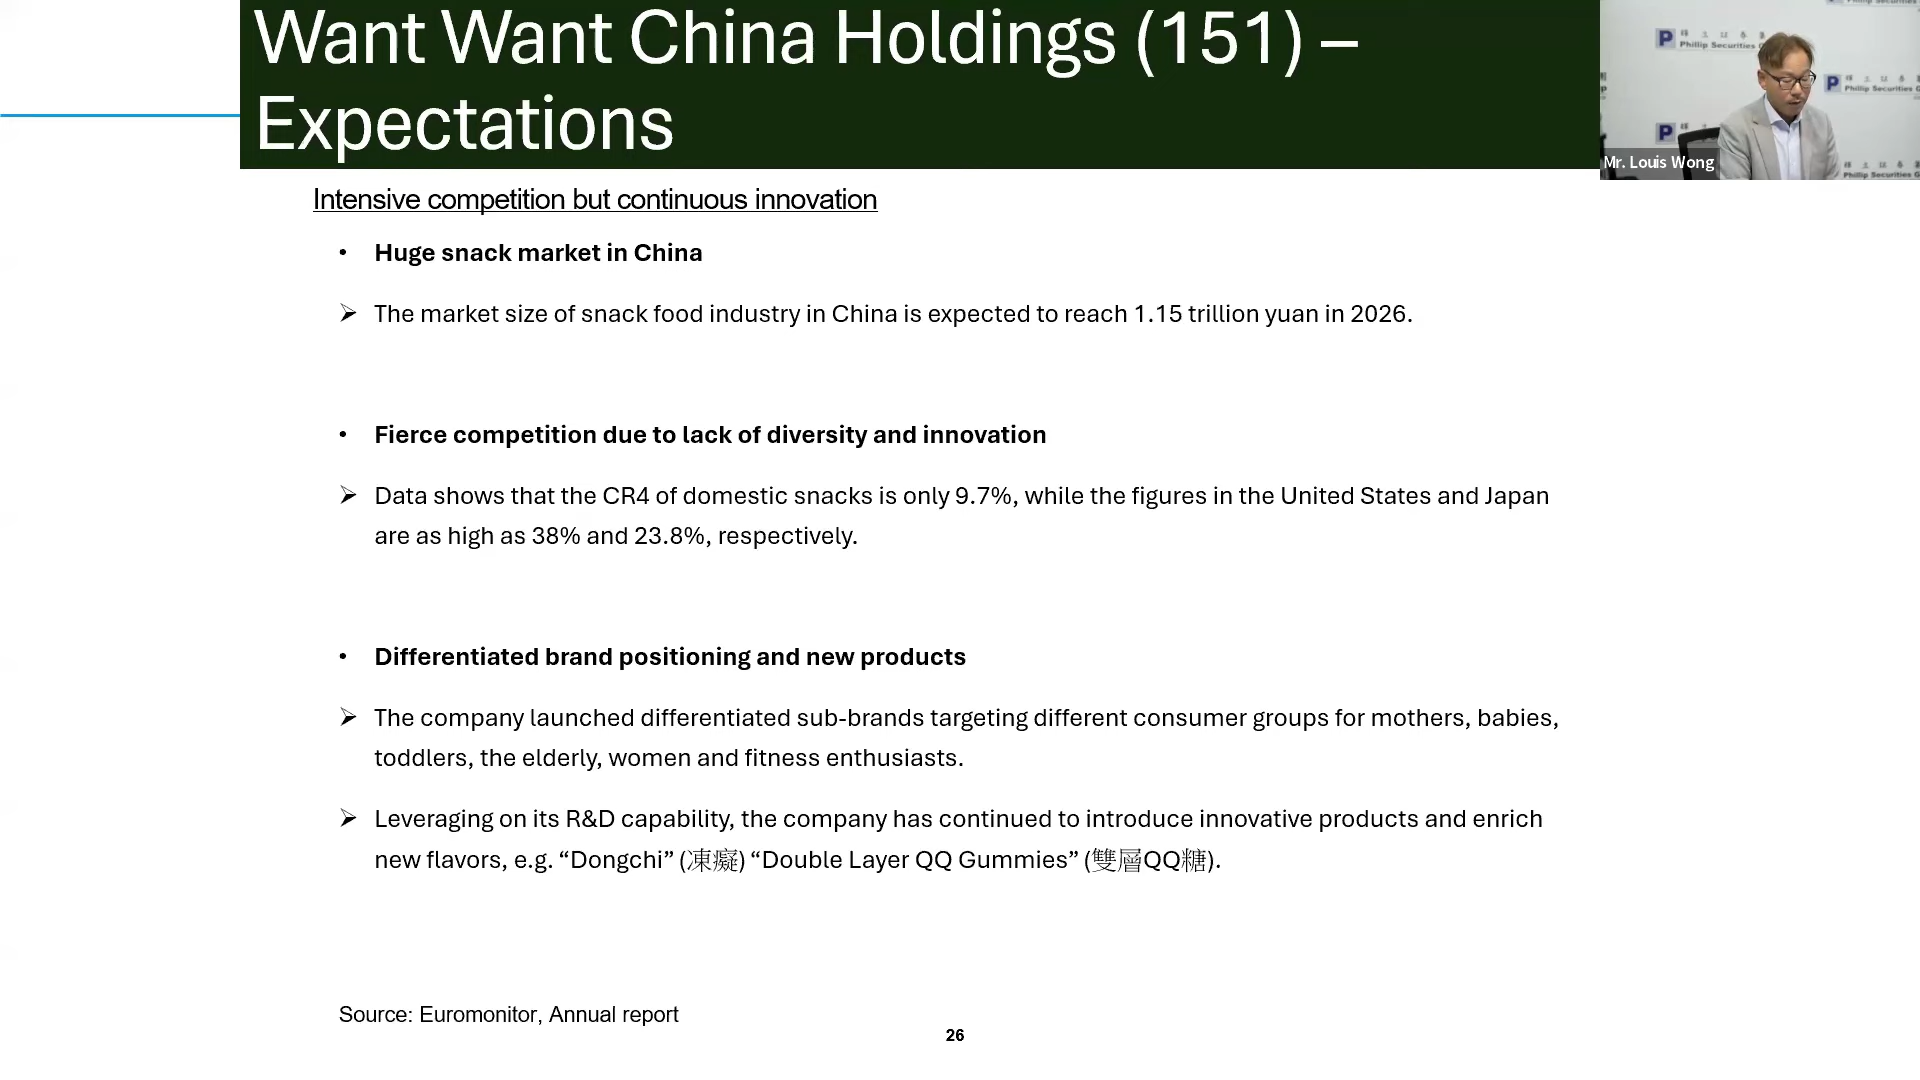 Want Want China Holdings (151) –
Expectations
Phillip Securities G
Phillip Securities G
Mr. Louis Wong
Phillip Securities G
Intensive competition but continuous innovation
• Huge snack market in China
➢ The market size of snack food industry in China is expected to reach 1.15 trillion yuan in 2026.
• Fierce competition due to lack of diversity and innovation
➢ Data shows that the CR4 of domestic snacks is only 9.7%, while the figures in the United States and Japan
are as high as 38% and 23.8%, respectively.
• Differentiated brand positioning and new products
➢ The company launched differentiated sub-brands targeting different consumer groups for mothers, babies,
toddlers, the elderly, women and fitness enthusiasts.
➢ Leveraging on its R&D capability, the company has continued to introduce innovative products and enrich
new flavors, e.g. “Dongchi” (凍癡) “Double Layer QQ Gummies” (雙層QQ糖).
Source: Euromonitor, Annual report
26